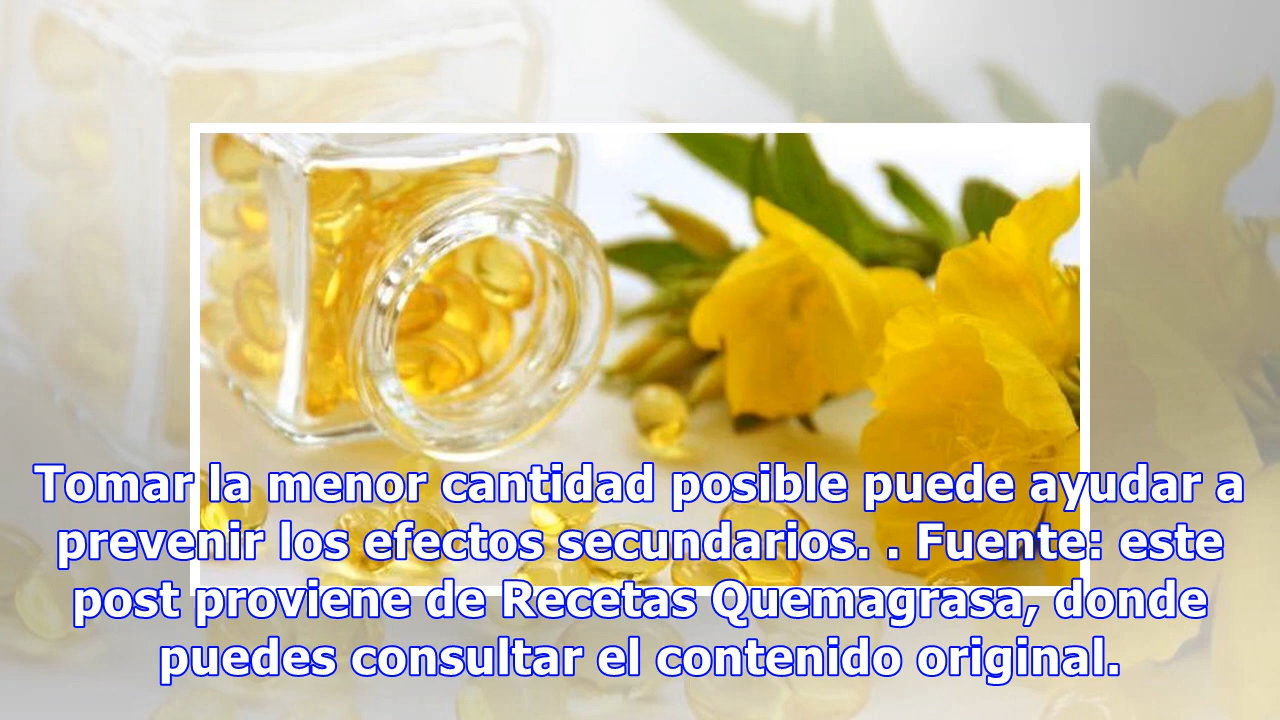 Tomar la menor cantidad posible puede ayudar a
prevenir los efectos secundarios. . Fuente: este
post proviene de Recetas Quemagrasa, donde
puedes consultar el contenido original.